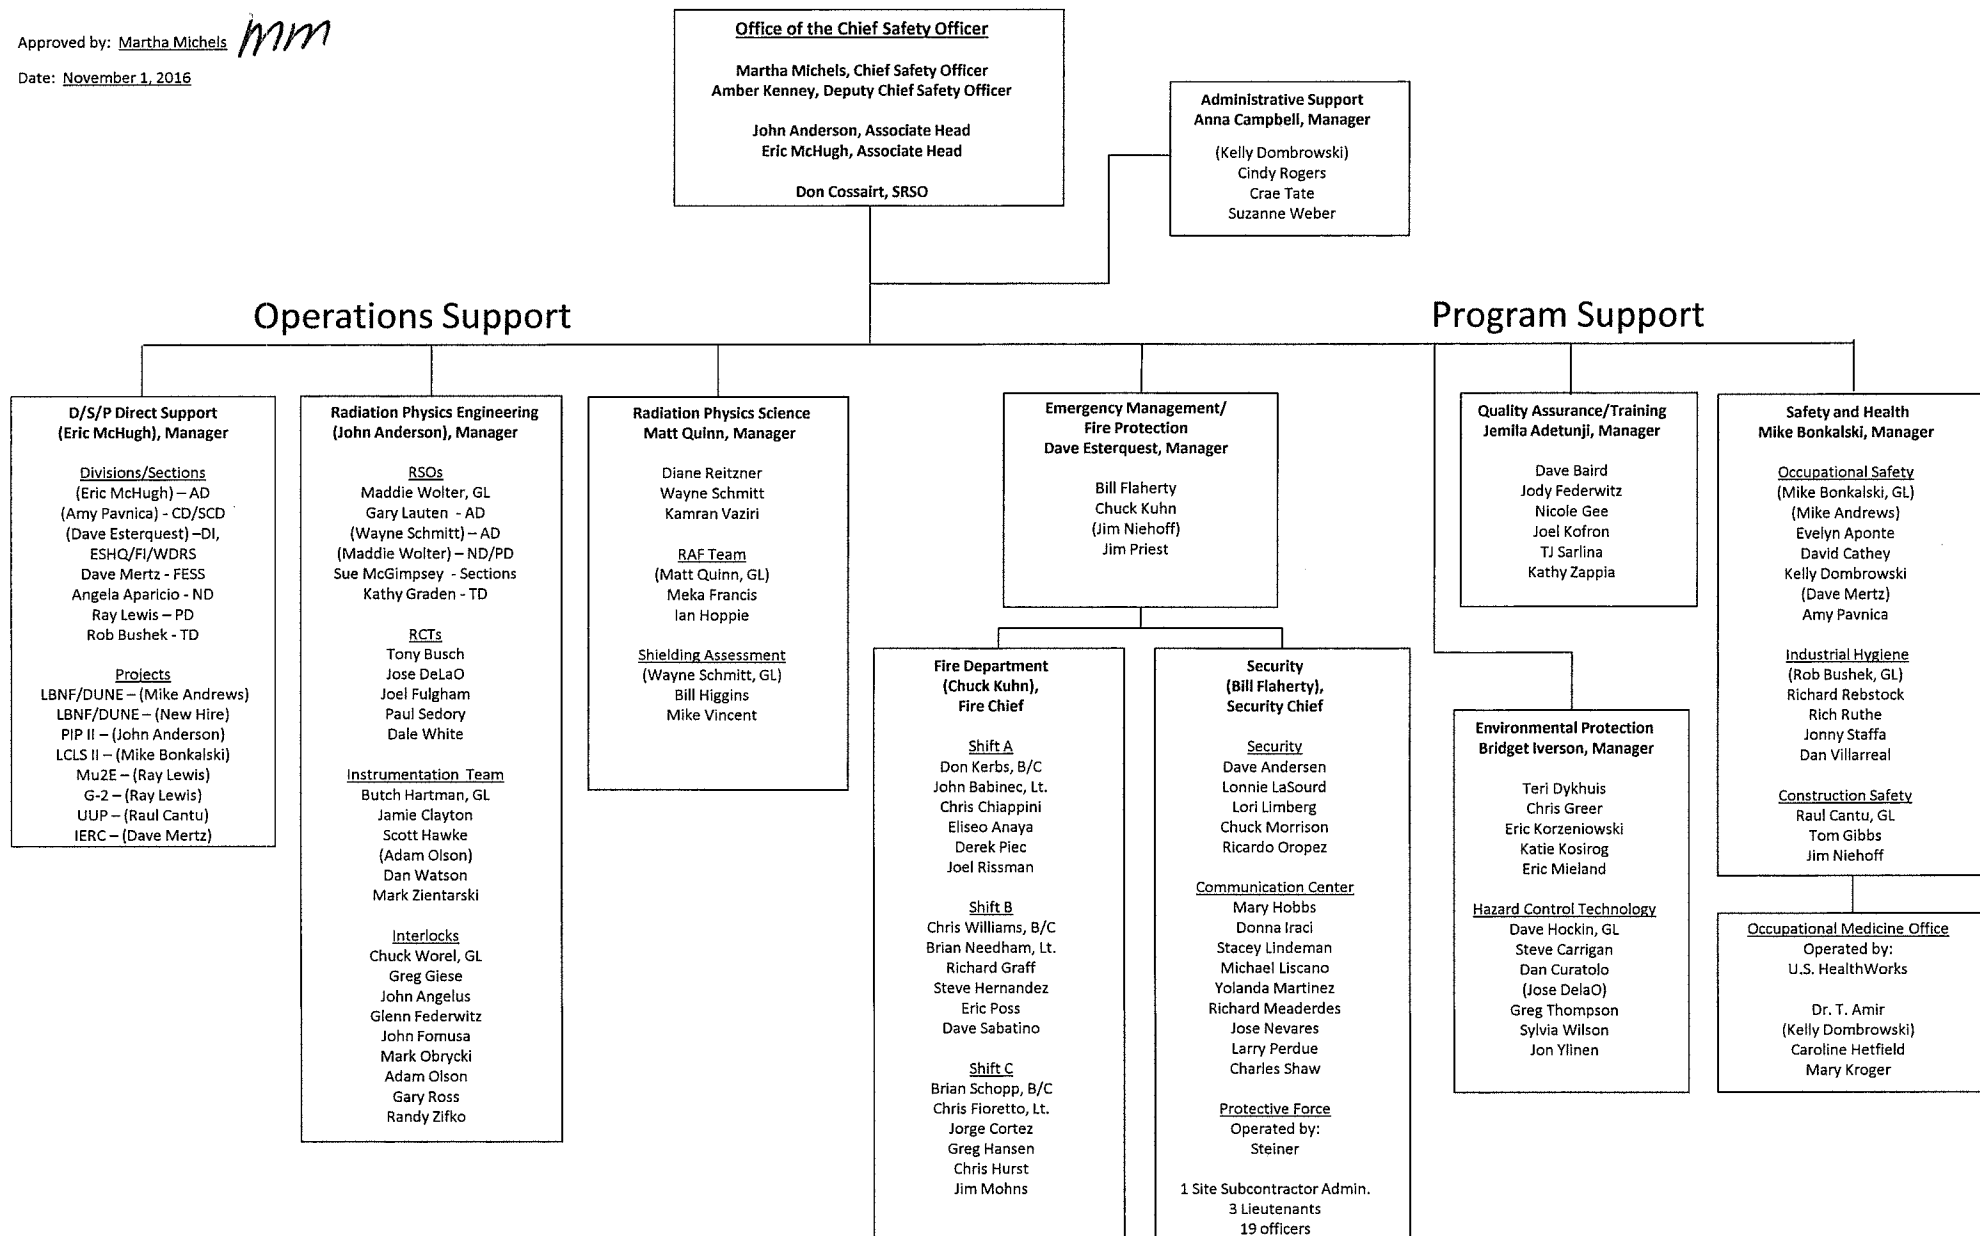 Approved by: Martha Michels mm
Date: November 1, 2016
Office of the Chief Safety Officer
Martha Michels, Chief Safety Officer
Amber Kenney, Deputy Chief Safety Officer
John Anderson, Associate Head
Eric McHugh, Associate Head
Don Cossairt, SRSO
Administrative Support
Anna Campbell, Manager
(Kelly Dombrowski)
Cindy Rogers
Crae Tate
Suzanne Weber
Operations Support
Program Support
D/S/P Direct Support
(Eric McHugh), Manager
Divisions/Sections
(Eric McHugh) – AD
(Amy Pavnica) - CD/SCD
(Dave Esterquest) –DI,
ESHQ/FI/WDRS
Dave Mertz - FESS
Angela Aparicio - ND
Ray Lewis – PD
Rob Bushek - TD
Projects
LBNF/DUNE – (Mike Andrews)
LBNF/DUNE – (New Hire)
PIP II – (John Anderson)
LCLS II – (Mike Bonkalski)
Mu2E – (Ray Lewis)
G-2 – (Ray Lewis)
UUP – (Raul Cantu)
IERC – (Dave Mertz)
Radiation Physics Engineering
(John Anderson), Manager
RSOs
Maddie Wolter, GL
Gary Lauten - AD
(Wayne Schmitt) – AD
(Maddie Wolter) – ND/PD
Sue McGimpsey - Sections
Kathy Graden - TD
RCTs
Tony Busch
Jose DeLaO
Joel Fulgham
Paul Sedory
Dale White
Instrumentation Team
Butch Hartman, GL
Jamie Clayton
Scott Hawke
(Adam Olson)
Dan Watson
Mark Zientarski
Interlocks
Chuck Worel, GL
Greg Giese
John Angelus
Glenn Federwitz
John Fomusa
Mark Obrycki
Adam Olson
Gary Ross
Randy Zifko
Radiation Physics Science
Matt Quinn, Manager
Diane Reitzner
Wayne Schmitt
Kamran Vaziri
RAF Team
(Matt Quinn, GL)
Meka Francis
Ian Hoppie
Shielding Assessment
(Wayne Schmitt, GL)
Bill Higgins
Mike Vincent
Emergency Management/
Fire Protection
Dave Esterquest, Manager
Bill Flaherty
Chuck Kuhn
(Jim Niehoff)
Jim Priest
Fire Department
(Chuck Kuhn),
Fire Chief
Shift A
Don Kerbs, B/C
John Babinec, Lt.
Chris Chiappini
Eliseo Anaya
Derek Piec
Joel Rissman
Shift B
Chris Williams, B/C
Brian Needham, Lt.
Richard Graff
Steve Hernandez
Eric Poss
Dave Sabatino
Shift C
Brian Schopp, B/C
Chris Fioretto, Lt.
Jorge Cortez
Greg Hansen
Chris Hurst
Jim Mohns
Security
(Bill Flaherty),
Security Chief
Security
Dave Andersen
Lonnie LaSourd
Lori Limberg
Chuck Morrison
Ricardo Oropez
Communication Center
Mary Hobbs
Donna Iraci
Stacey Lindeman
Michael Liscano
Yolanda Martinez
Richard Meaderdes
Jose Nevares
Larry Perdue
Charles Shaw
Protective Force
Operated by:
Steiner
1 Site Subcontractor Admin.
3 Lieutenants
19 officers
Quality Assurance/Training
Jemila Adetunji, Manager
Dave Baird
Jody Federwitz
Nicole Gee
Joel Kofron
TJ Sarlina
Kathy Zappia
Environmental Protection
Bridget Iverson, Manager
Teri Dykhuis
Chris Greer
Eric Korzeniowski
Katie Kosirog
Eric Mieland
Hazard Control Technology
Dave Hockin, GL
Steve Carrigan
Dan Curatolo
(Jose DelaO)
Greg Thompson
Sylvia Wilson
Jon Ylinen
Safety and Health
Mike Bonkalski, Manager
Occupational Safety
(Mike Bonkalski, GL)
(Mike Andrews)
Evelyn Aponte
David Cathey
Kelly Dombrowski
(Dave Mertz)
Amy Pavnica
Industrial Hygiene
(Rob Bushek, GL)
Richard Rebstock
Rich Ruthe
Jonny Staffa
Dan Villarreal
Construction Safety
Raul Cantu, GL
Tom Gibbs
Jim Niehoff
Occupational Medicine Office
Operated by:
U.S. HealthWorks
Dr. T. Amir
(Kelly Dombrowski)
Caroline Hetfield
Mary Kroger